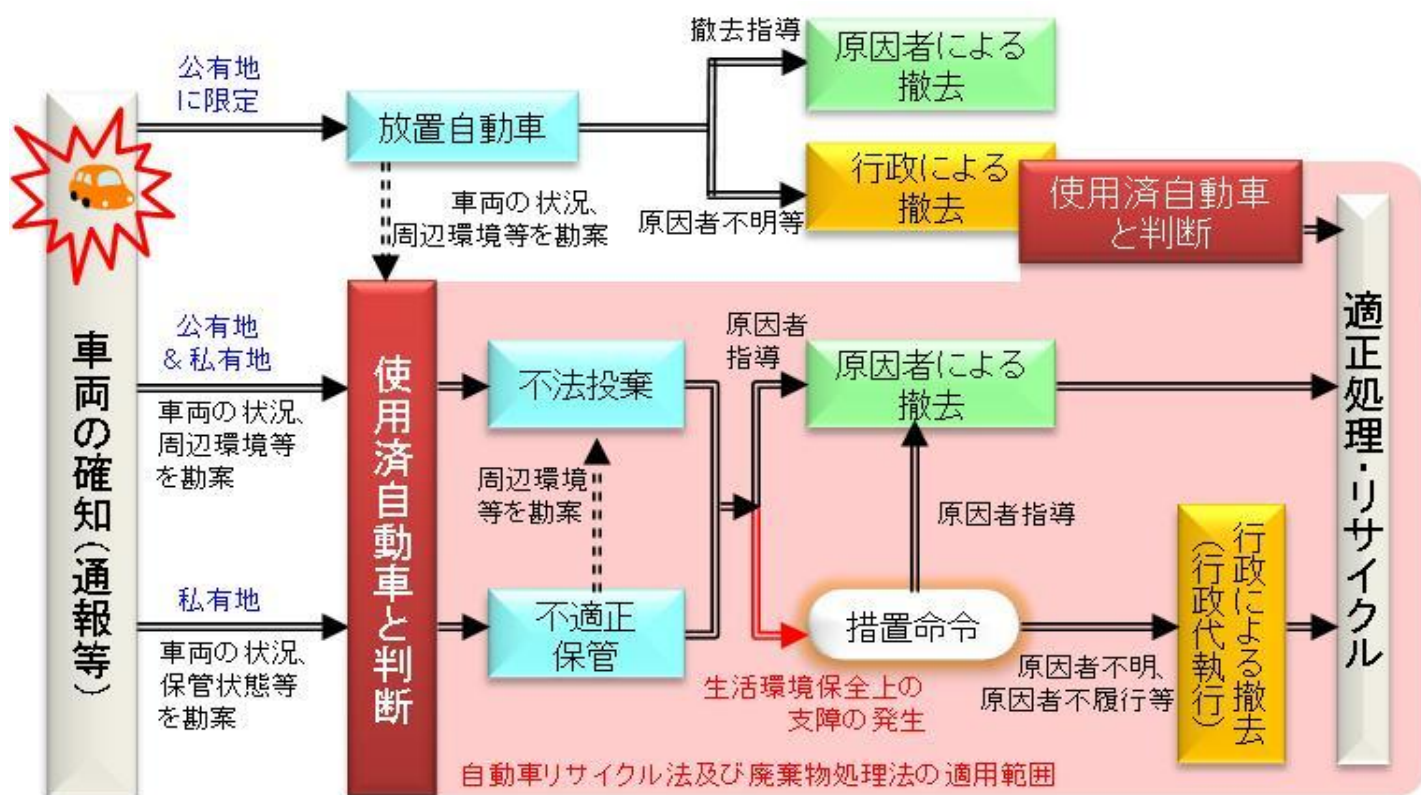 車両の確知(通報等)
公有地
に限定
放置自動車
撤去指導
原因者による
撤去
行政による
撤去
原因者不明等
使用済自動車
と判断
車両の状況、
周辺環境等を勘案
公有地
&私有地
車両の状況、
周辺環境等
を勘案
私有地
車両の状況、
保管状態等
を勘案
使用済自動車と判断
不法投棄
周辺環境
等を勘案
不適正
保管
原因者
指導
原因者による
撤去
原因者指導
措置命令
生活環境保全上の
支障の発生
原因者不明、
原因者不履行等
行政による撤去
(行政代執行)
適正処理・リサイクル
自動車リサイクル法及び廃棄物処理法の適用範囲